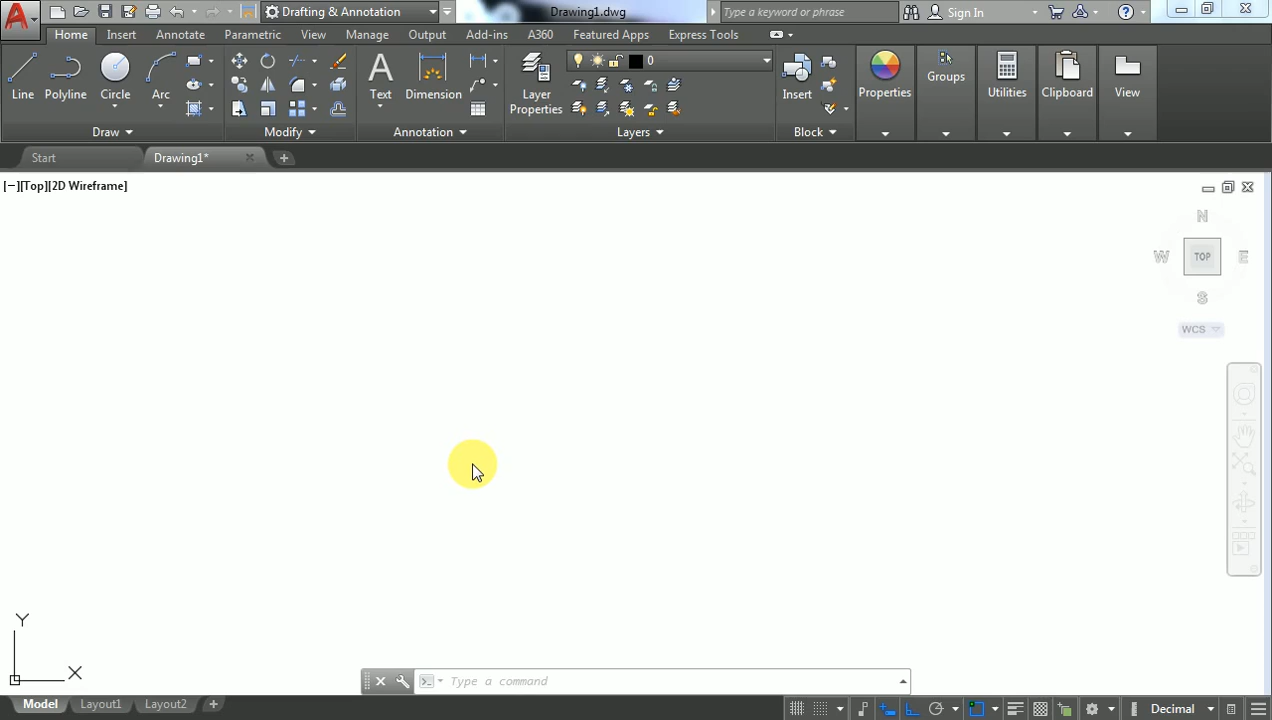 Drafting & Annotation
Drawing1.dwg
Type a keyword or phrase
Sign In
Home Insert Annotate Parametric View Manage Output Add-ins A360 Featured Apps Express Tools
Line Polyline Circle Arc
Text Dimension
Layer Properties
0
Insert
Properties
Groups
Utilities
Clipboard
View
Draw
Modify
Annotation
Layers
Block
Start
Drawing1*
[−][Top][2D Wireframe]
N
W TOP E
S
WCS
Y
X
Type a command
Model Layout1 Layout2
Decimal